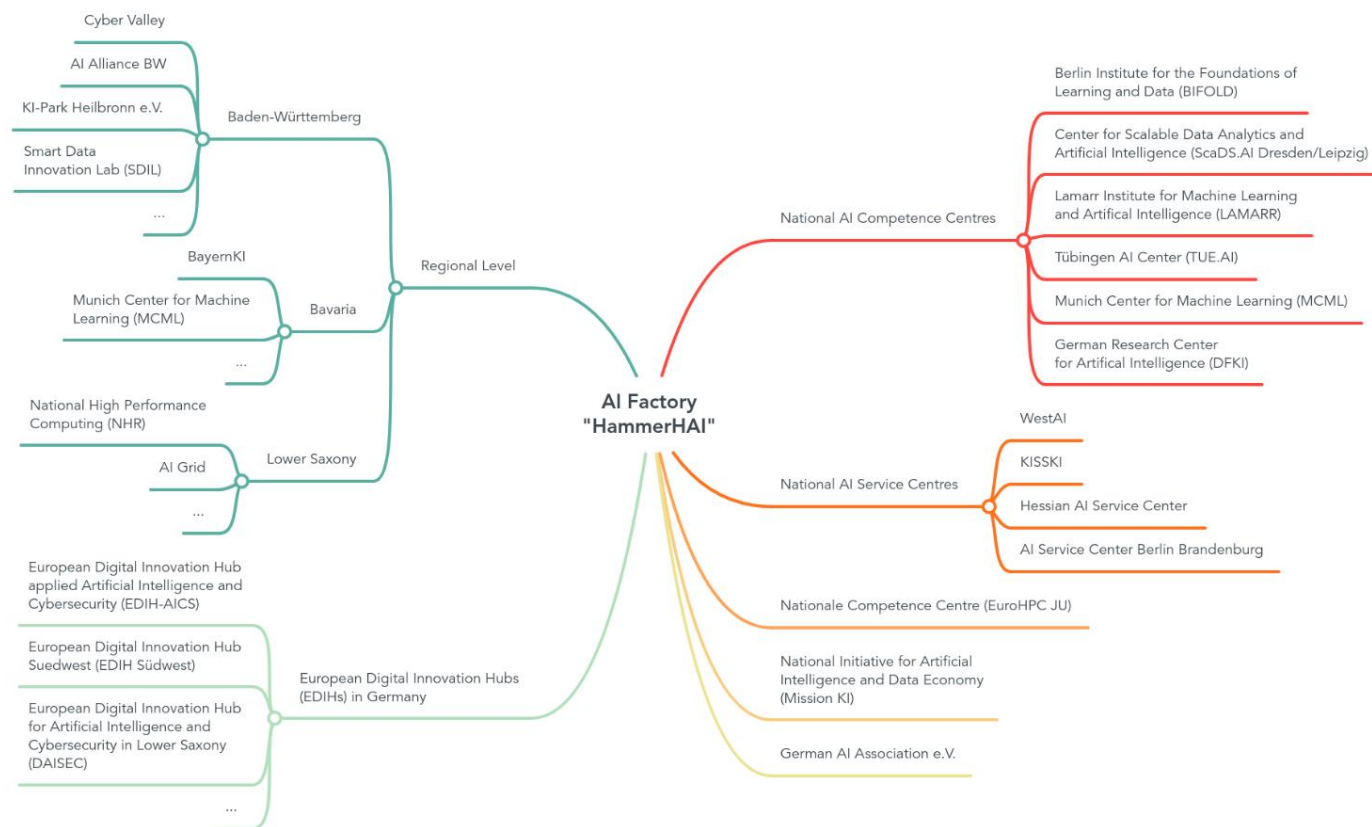 Cyber Valley
AI Alliance BW
KI-Park Heilbronn e.V.
Smart Data
Innovation Lab (SDIL)
...
Baden-Württemberg
BayernKI
Munich Center for Machine
Learning (MCML)
...
Bavaria
National High Performance
Computing (NHR)
AI Grid
...
Lower Saxony
Regional Level
European Digital Innovation Hub
applied Artificial Intelligence and
Cybersecurity (EDIH-AICS)
European Digital Innovation Hub
Suedwest (EDIH Südwest)
European Digital Innovation Hub
for Artificial Intelligence and
Cybersecurity in Lower Saxony
(DAISEC)
...
European Digital Innovation Hubs
(EDIHs) in Germany
AI Factory
"HammerHAI"
National AI Competence Centres
Berlin Institute for the Foundations of
Learning and Data (BIFOLD)
Center for Scalable Data Analytics and
Artificial Intelligence (ScaDS.AI Dresden/Leipzig)
Lamarr Institute for Machine Learning
and Artifical Intelligence (LAMARR)
Tübingen AI Center (TUE.AI)
Munich Center for Machine Learning (MCML)
German Research Center
for Artifical Intelligence (DFKI)
National AI Service Centres
WestAI
KISSKI
Hessian AI Service Center
AI Service Center Berlin Brandenburg
Nationale Competence Centre (EuroHPC JU)
National Initiative for Artificial
Intelligence and Data Economy
(Mission KI)
German AI Association e.V.